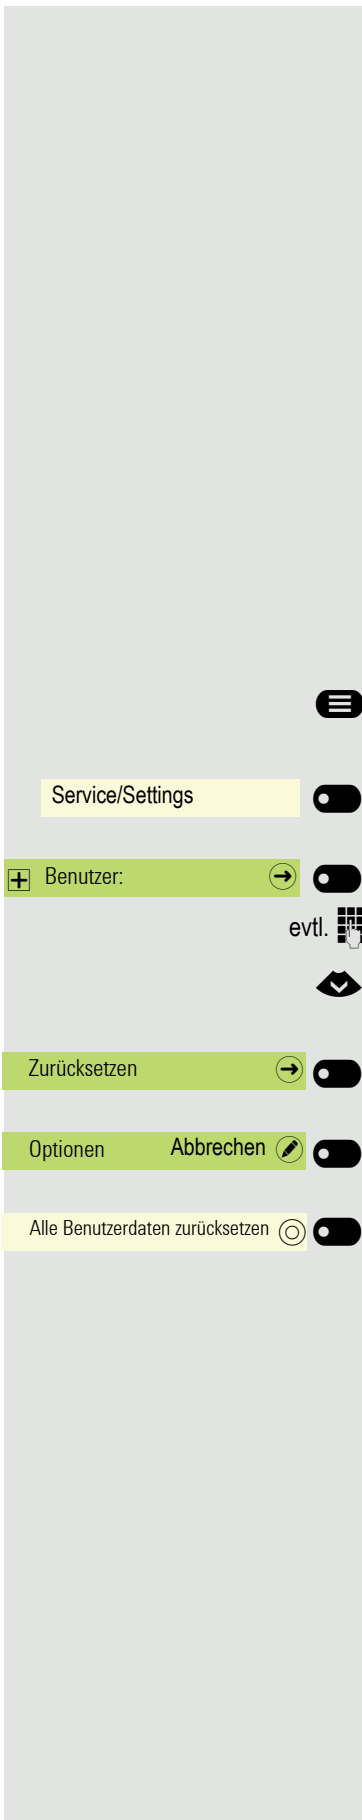 Service/Settings
Benutzer:
evtl.
Zurücksetzen
Optionen Abbrechen
Alle Benutzerdaten zurücksetzen